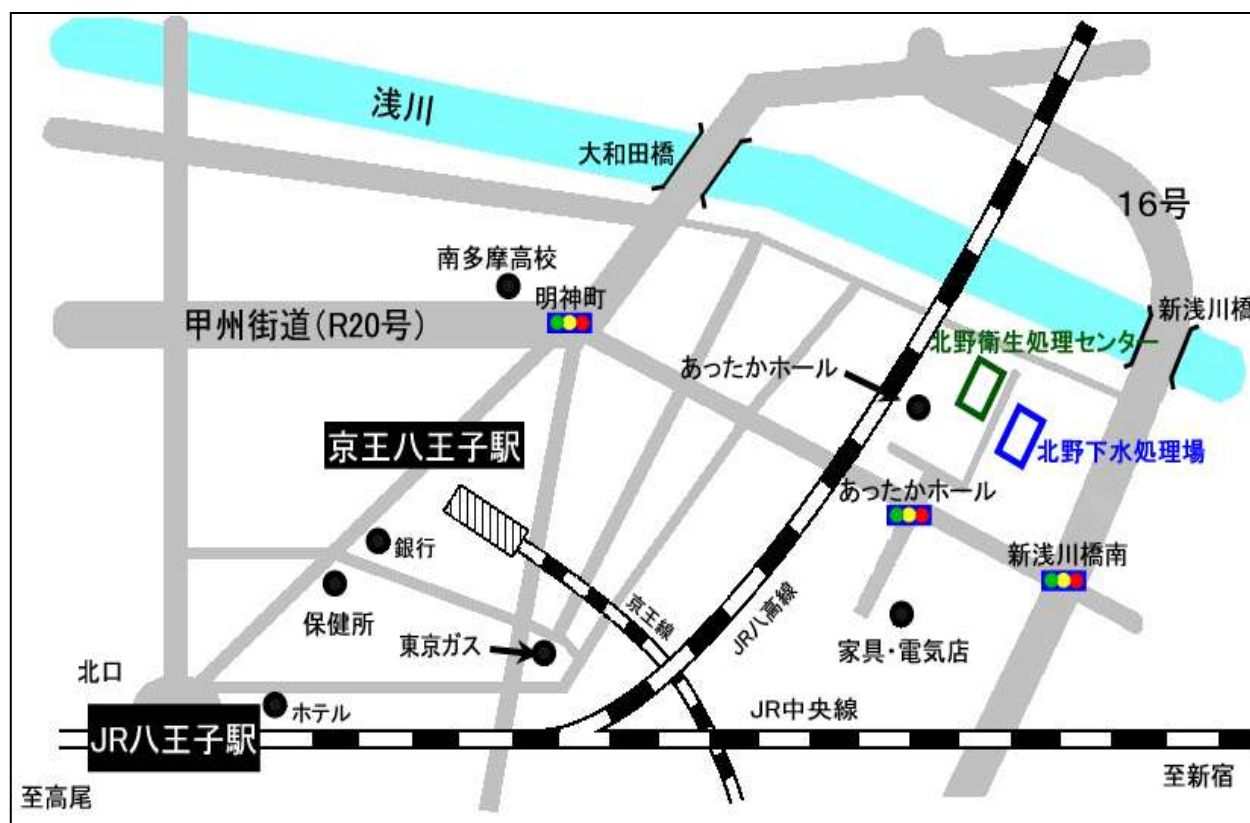 浅川
大和田橋
16号
南多摩高校
明神町
甲州街道(R20号)
新浅川橋
北野衛生処理センター
あったかホール
京王八王子駅
北野下水処理場
あったかホール
銀行
新浅川橋南
保健所
京王線
JR八高線
東京ガス
家具・電気店
北口
ホテル
JR中央線
JR八王子駅
至新宿
至高尾